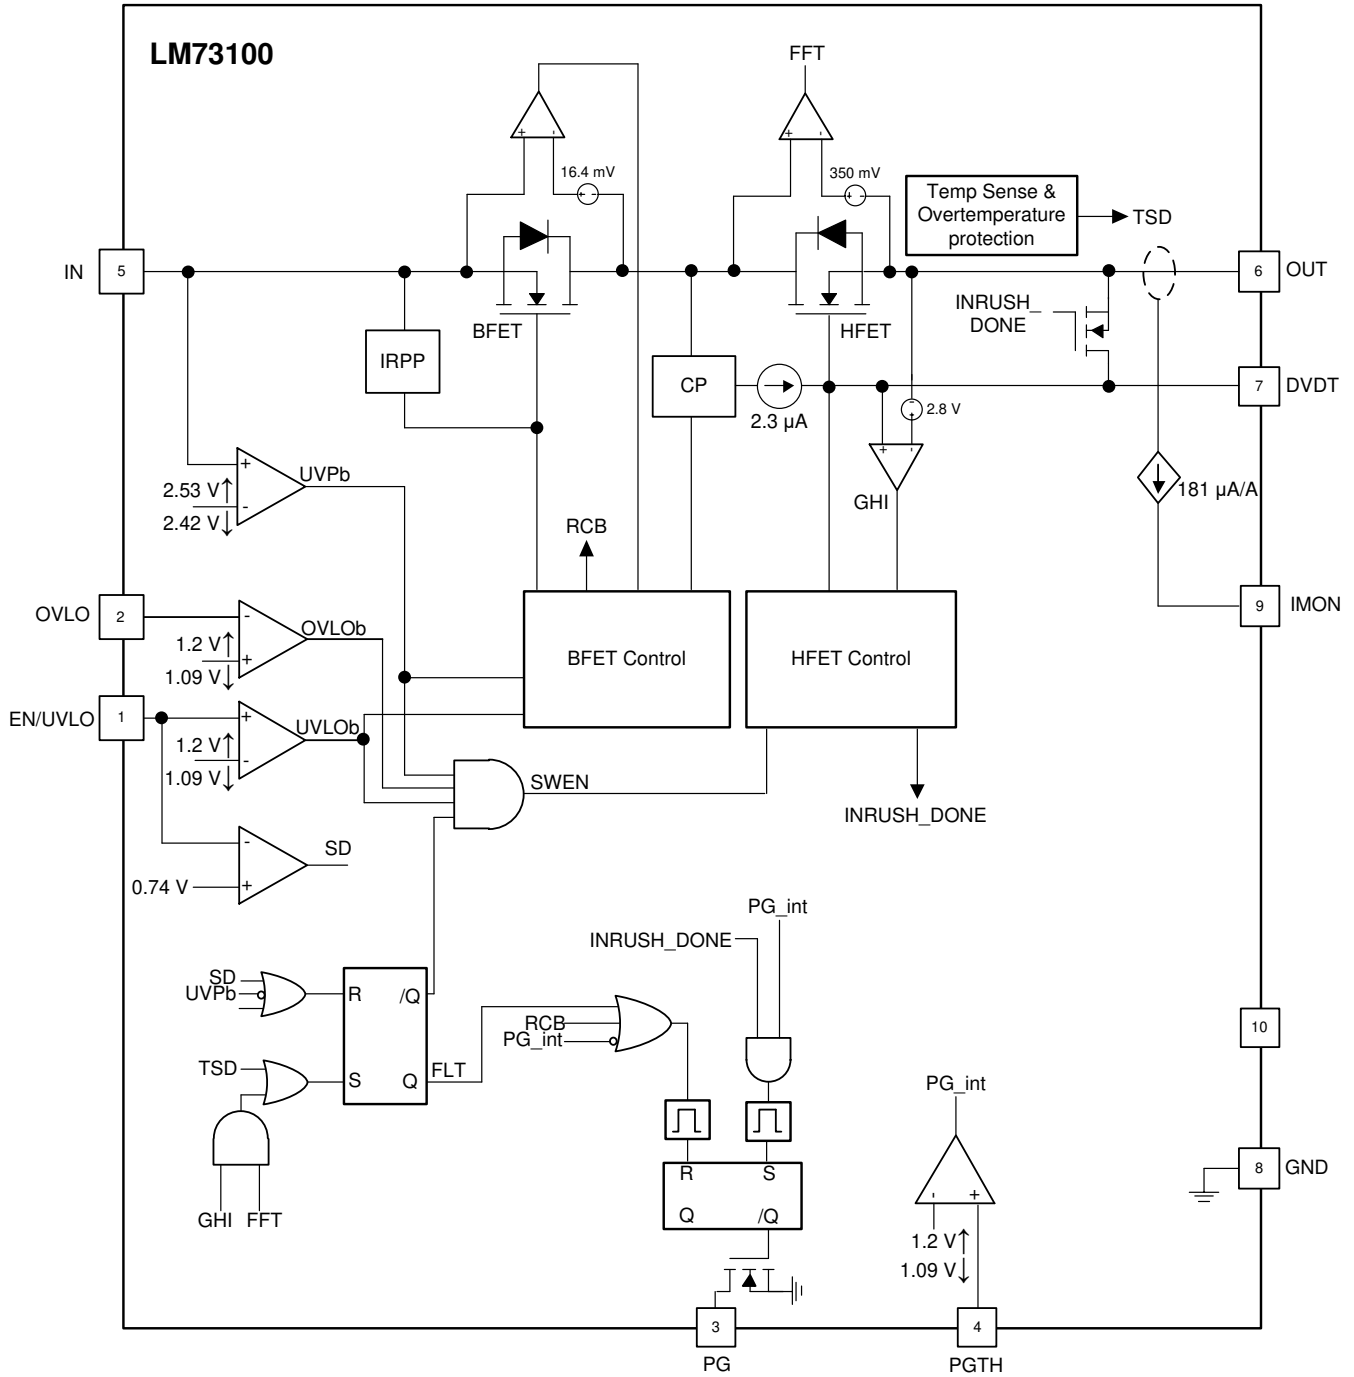 LM73100
FFT
+
-
16.4 mV
+ -
+
-
350 mV
+ -
Temp Sense &
Overtemperature
protection
TSD
IN
5
6
OUT
BFET
HFET
INRUSH_
DONE
IRPP
CP
2.3 µA
7
DVDT
+
-
2.8 V
+
-
GHI
UVPb
+
-
2.53 V↑
2.42 V↓
181 µA/A
RCB
OVLO
2
-
+
OVLOb
1.2 V↑
1.09 V↓
BFET Control
HFET Control
9
IMON
EN/UVLO
1
+
-
UVLOb
1.2 V↑
1.09 V↓
SWEN
INRUSH_DONE
-
+
SD
0.74 V
PG_int
INRUSH_DONE
SD
UVPb
R
/Q
RCB
PG_int
10
TSD
S
Q
FLT
PG_int
GHI
FFT
R
S
Q
/Q
8
GND
-
+
1.2 V↑
1.09 V↓
3
4
PG
PGTH